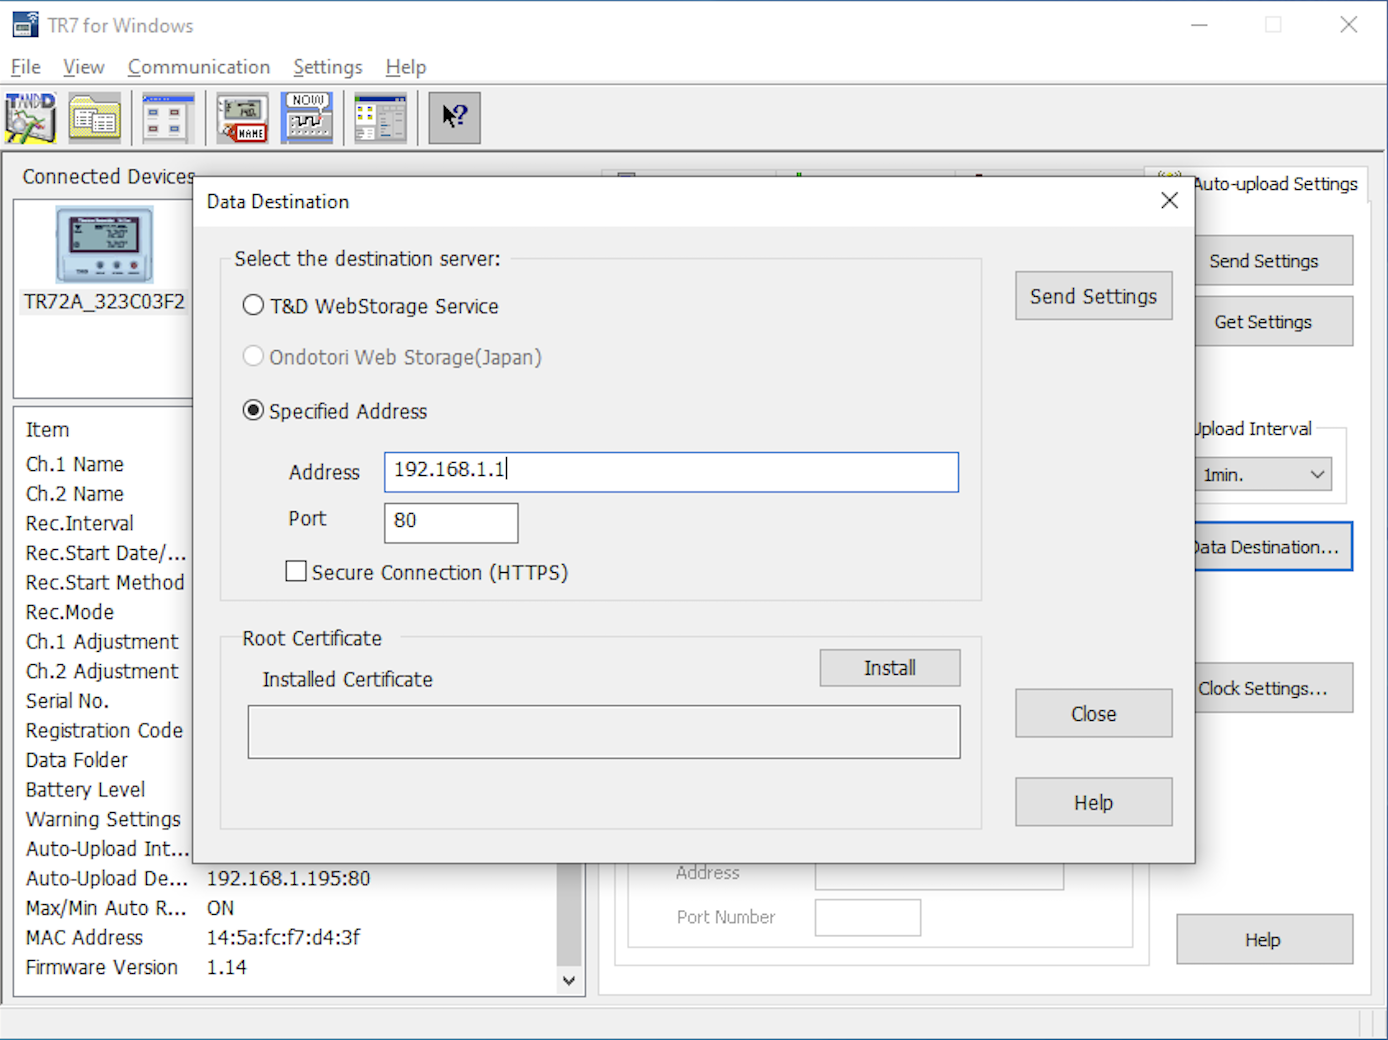 TR7 for Windows
File View Communication Settings Help
TANDD
NAME
NOW
?
Connected Devices
TR72A_323C03F2
Auto-upload Settings
Send Settings
Get Settings
Upload Interval
1min.
Data Destination...
Clock Settings...
Help
Data Destination
Select the destination server:
T&D WebStorage Service
Ondotori Web Storage(Japan)
Specified Address
Address 192.168.1.1
Port 80
Secure Connection (HTTPS)
Root Certificate
Installed Certificate
Install
Send Settings
Close
Help
Item
Ch.1 Name
Ch.2 Name
Rec.Interval
Rec.Start Date/...
Rec.Start Method
Rec.Mode
Ch.1 Adjustment
Ch.2 Adjustment
Serial No.
Registration Code
Data Folder
Battery Level
Warning Settings
Auto-Upload Int...
Auto-Upload De... 192.168.1.195:80
Max/Min Auto R... ON
MAC Address 14:5a:fc:f7:d4:3f
Firmware Version 1.14
Address
Port Number